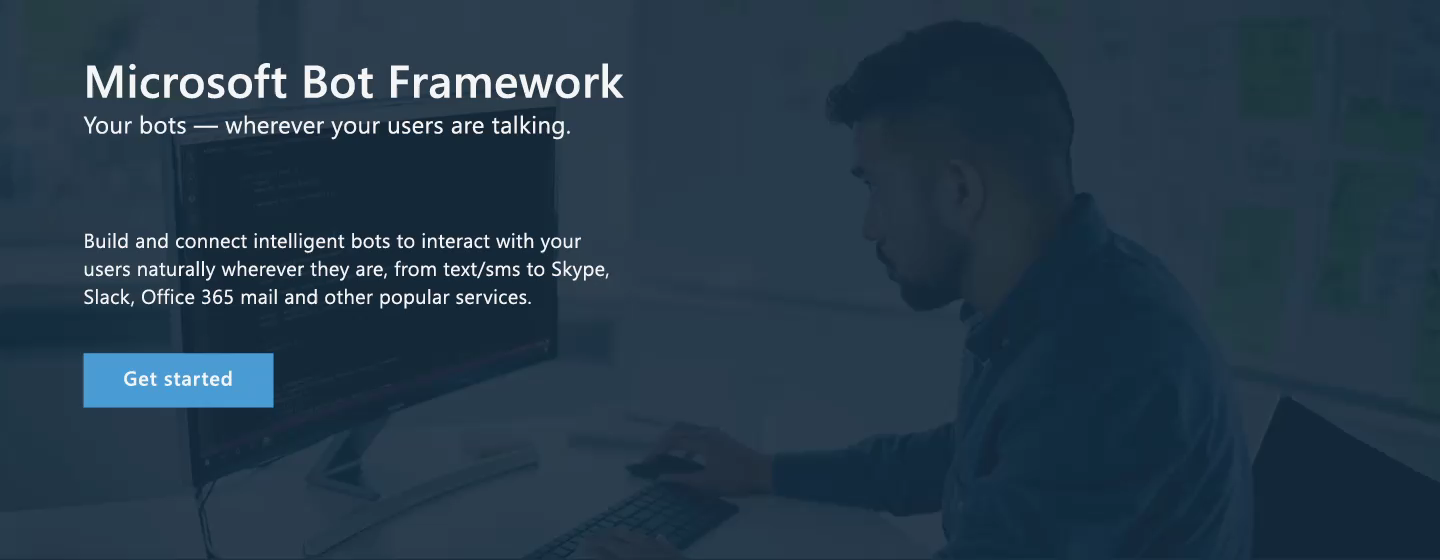 Microsoft Bot Framework
Your bots — wherever your users are talking.
Build and connect intelligent bots to interact with your
users naturally wherever they are, from text/sms to Skype,
Slack, Office 365 mail and other popular services.
Get started